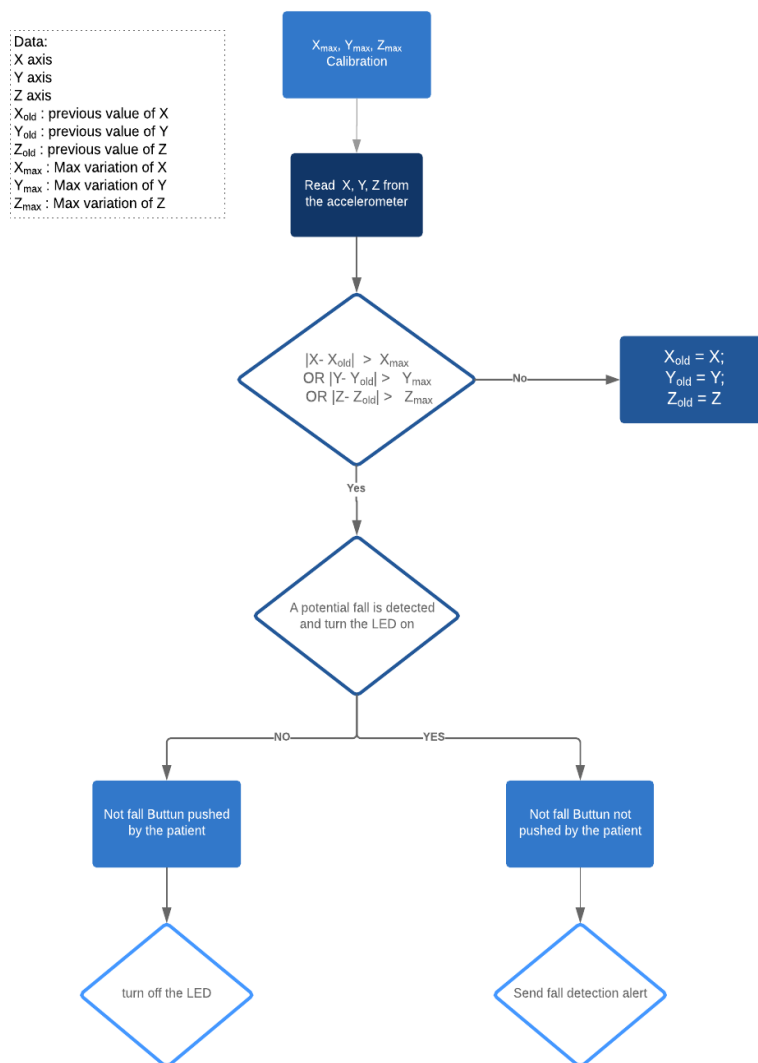 Data:
X axis
Y axis
Z axis
Xold : previous value of X
Yold : previous value of Y
Zold : previous value of Z
Xmax : Max variation of X
Ymax : Max variation of Y
Zmax : Max variation of Z
Xmax, Ymax, Zmax
Calibration
Read X, Y, Z from
the accelerometer
|X- Xold| > Xmax
OR |Y- Yold| > Ymax
OR |Z- Zold| > Zmax
No
Xold = X;
Yold = Y;
Zold = Z
Yes
A potential fall is detected
and turn the LED on
NO
YES
Not fall Buttun pushed
by the patient
Not fall Buttun not
pushed by the patient
turn off the LED
Send fall detection alert